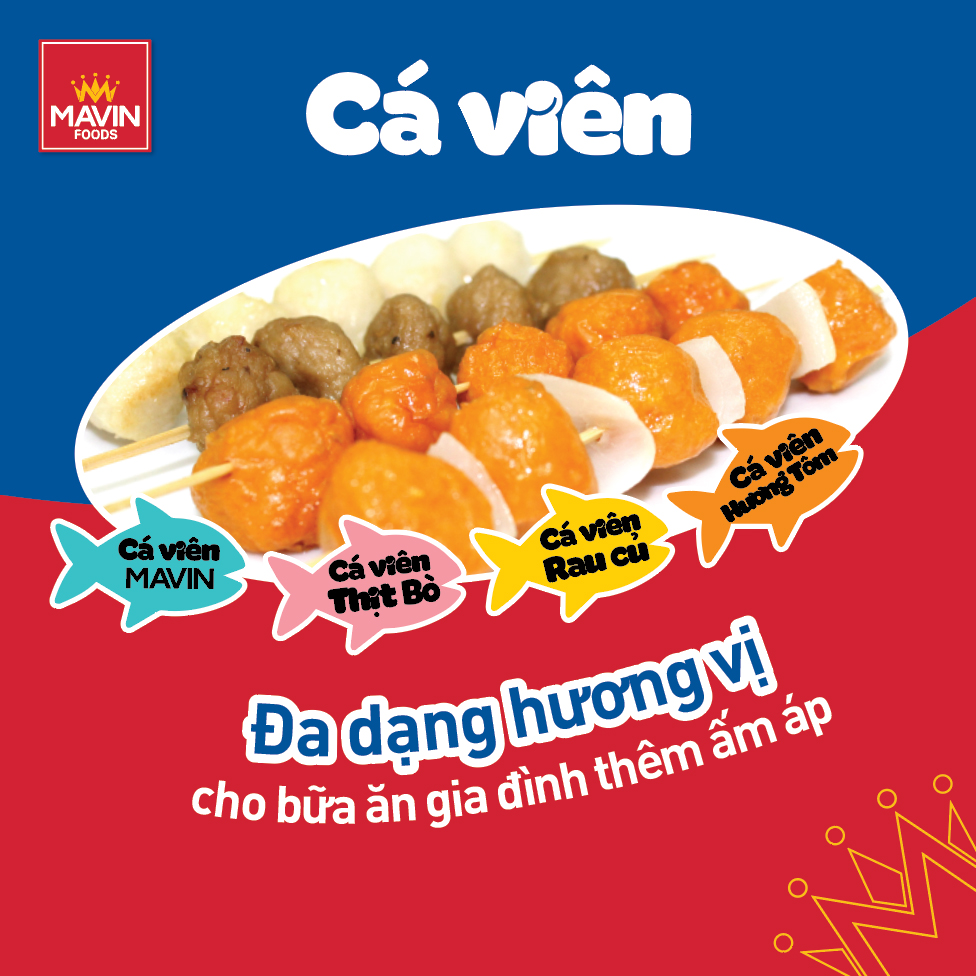 MAVIN
FOODS
Cá viên
Cá viên
MAVIN
Cá viên
Thịt Bò
Cá viên
Rau củ
Cá viên
Hương Tôm
Đa dạng hương vị
cho bữa ăn gia đình thêm ấm áp